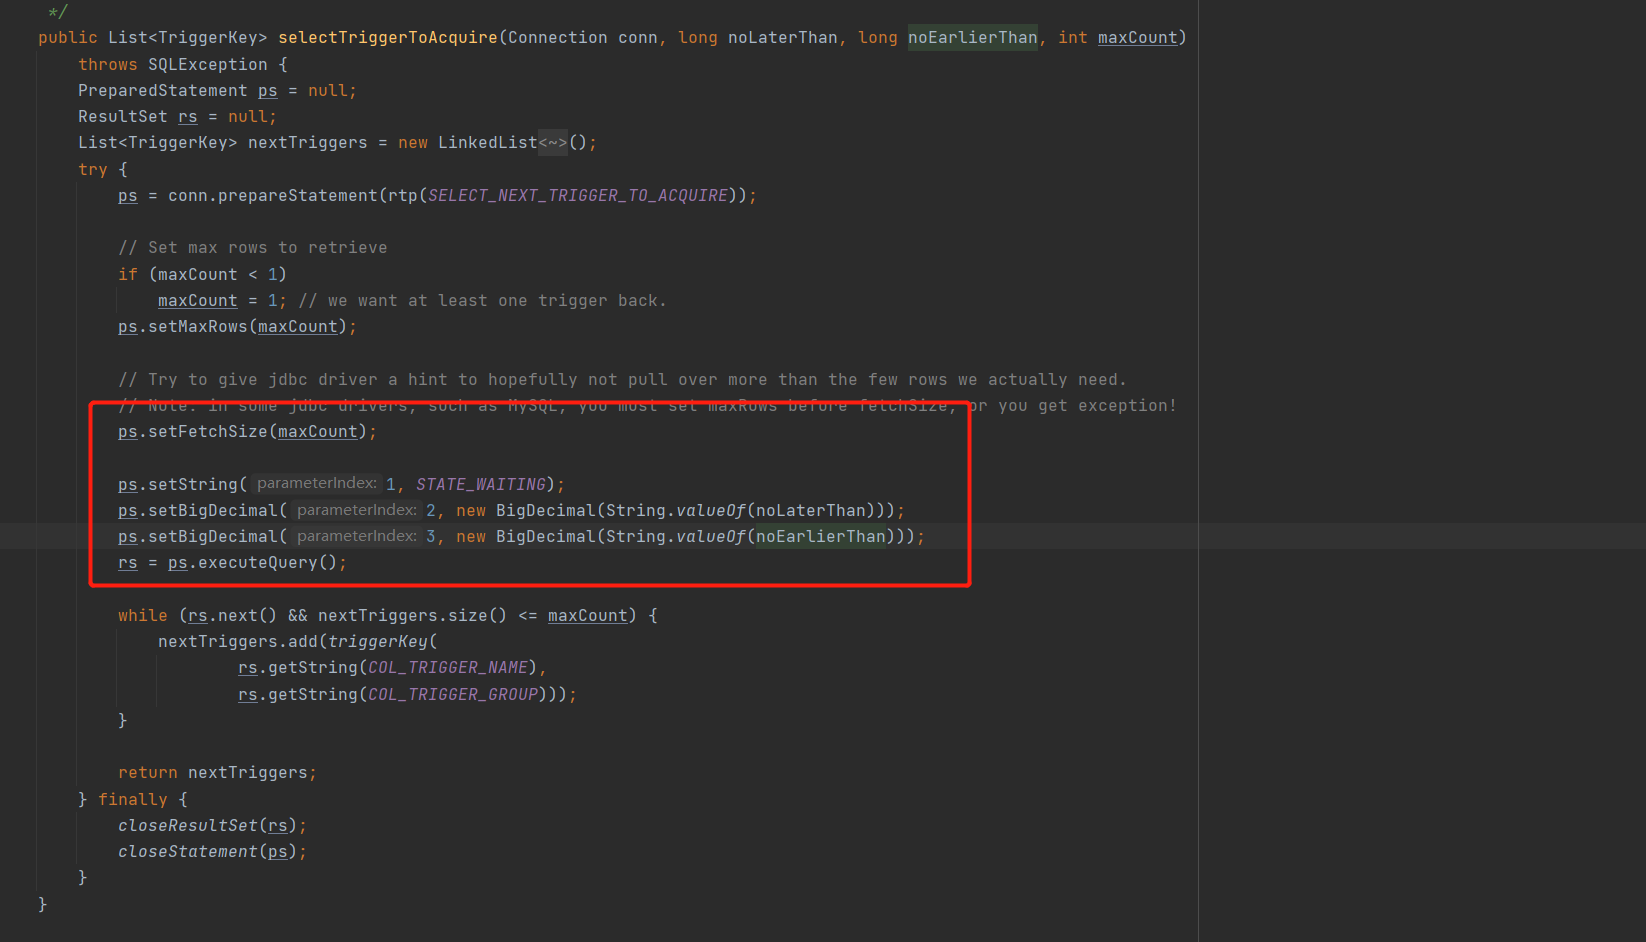 */
public List<TriggerKey> selectTriggerToAcquire(Connection conn, long noLaterThan, long noEarlierThan, int maxCount)
throws SQLException {
PreparedStatement ps = null;
ResultSet rs = null;
List<TriggerKey> nextTriggers = new LinkedList<~>();
try {
ps = conn.prepareStatement(rtp(SELECT_NEXT_TRIGGER_TO_ACQUIRE));
// Set max rows to retrieve
if (maxCount < 1)
maxCount = 1; // we want at least one trigger back.
ps.setMaxRows(maxCount);
// Try to give jdbc driver a hint to hopefully not pull over more than the few rows we actually need.
// Note: in some jdbc drivers, such as MySQL, you must set maxRows before fetchSize, or you get exception!
ps.setFetchSize(maxCount);
ps.setString( parameterIndex: 1, STATE_WAITING);
ps.setBigDecimal( parameterIndex: 2, new BigDecimal(String.valueOf(noLaterThan)));
ps.setBigDecimal( parameterIndex: 3, new BigDecimal(String.valueOf(noEarlierThan)));
rs = ps.executeQuery();
while (rs.next() && nextTriggers.size() <= maxCount) {
nextTriggers.add(triggerKey(
rs.getString(COL_TRIGGER_NAME),
rs.getString(COL_TRIGGER_GROUP)));
}
return nextTriggers;
} finally {
closeResultSet(rs);
closeStatement(ps);
}
}